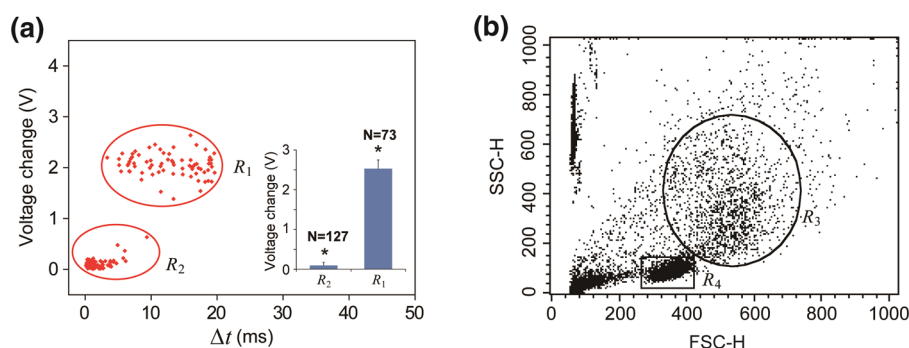 (a)
Voltage change (V)
4
3
2
1
0
0 10 20 30 40 50
Δt (ms)
R1
R2
Voltage change (V)
3
2
1
0
N=127
*
N=73
*
R2 R1
(b)
SSC-H
1000
800
600
400
200
0
0 200 400 600 800 1000
FSC-H
R3
R4